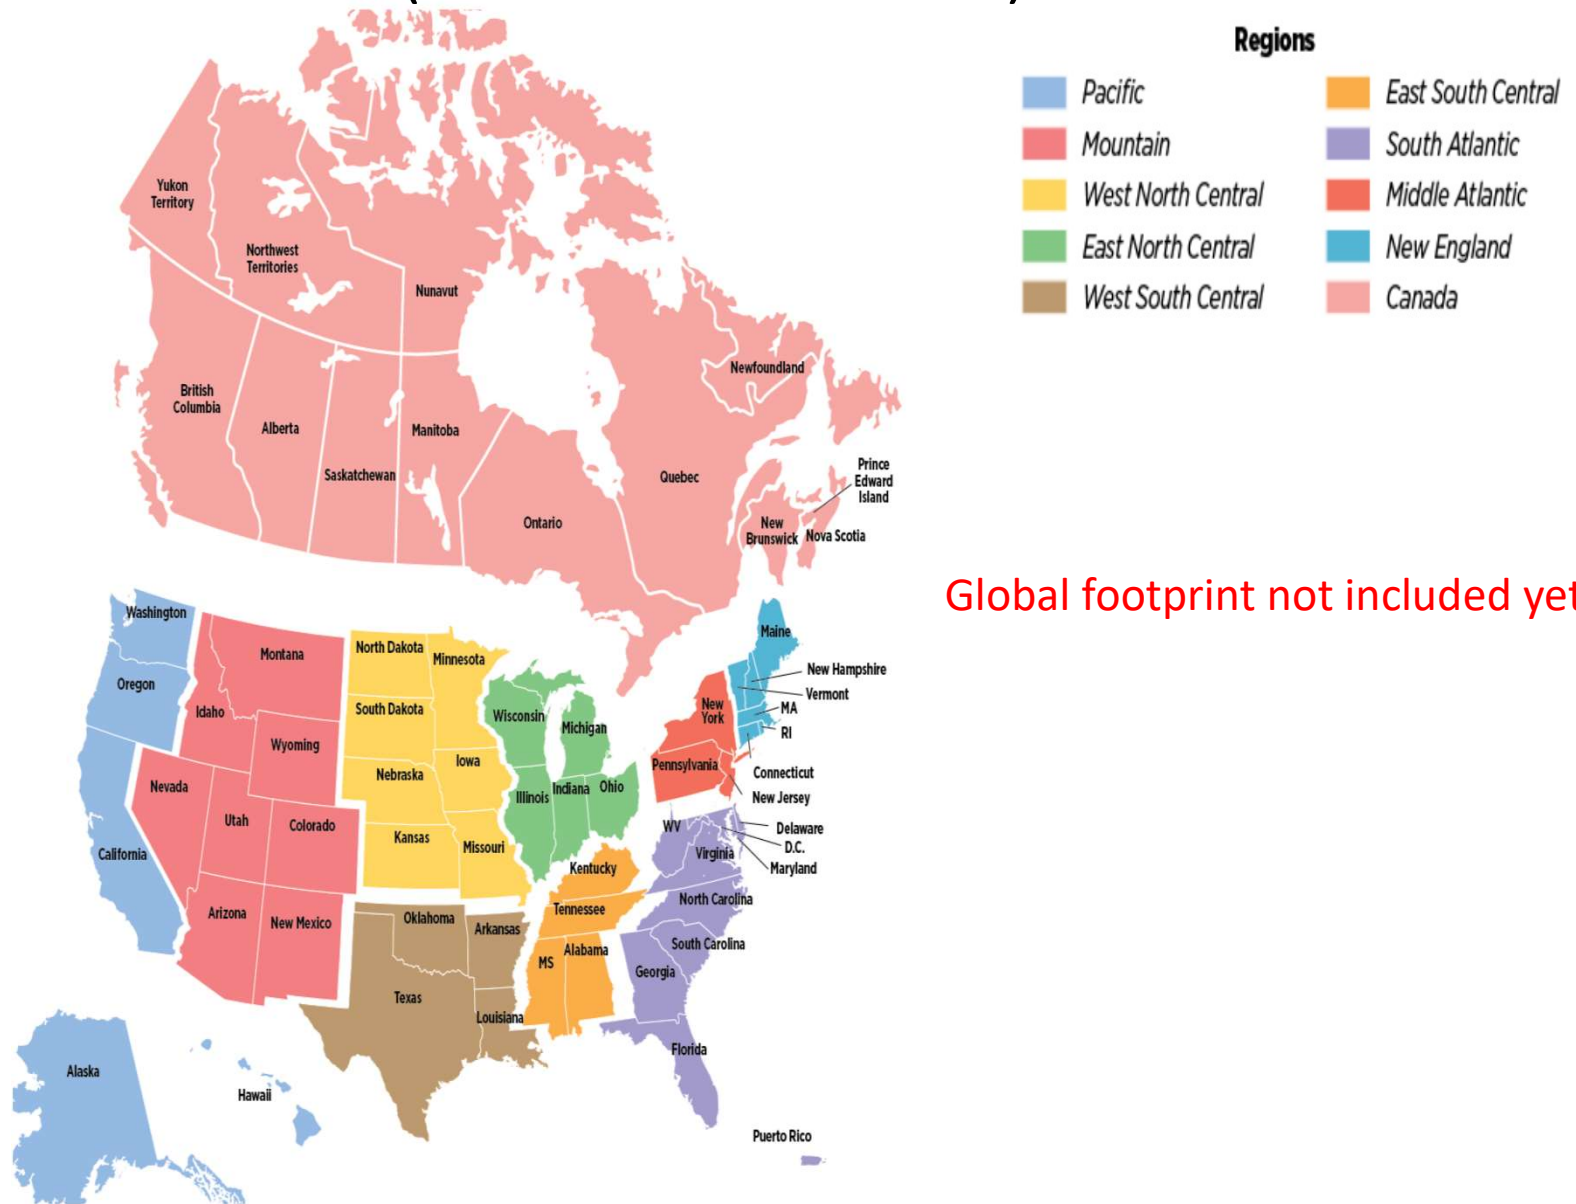 Regions
Pacific
Mountain
West North Central
East North Central
West South Central
East South Central
South Atlantic
Middle Atlantic
New England
Canada
Yukon
Territory
Northwest
Territories
Nunavut
British
Columbia
Alberta
Saskatchewan
Manitoba
Ontario
Quebec
Newfoundland
Prince
Edward
Island
New
Brunswick
Nova Scotia
Global footprint not included yet
Washington
Oregon
California
Montana
Idaho
Wyoming
Nevada
Utah
Colorado
Arizona
New Mexico
North Dakota
Minnesota
South Dakota
Nebraska
Iowa
Kansas
Missouri
Wisconsin
Michigan
Illinois
Indiana
Ohio
Oklahoma
Arkansas
Texas
Louisiana
Kentucky
Tennessee
MS
Alabama
Maine
New Hampshire
Vermont
MA
RI
Connecticut
New
York
Pennsylvania
New Jersey
WV
Virginia
Delaware
D.C.
Maryland
North Carolina
South Carolina
Georgia
Florida
Alaska
Hawaii
Puerto Rico